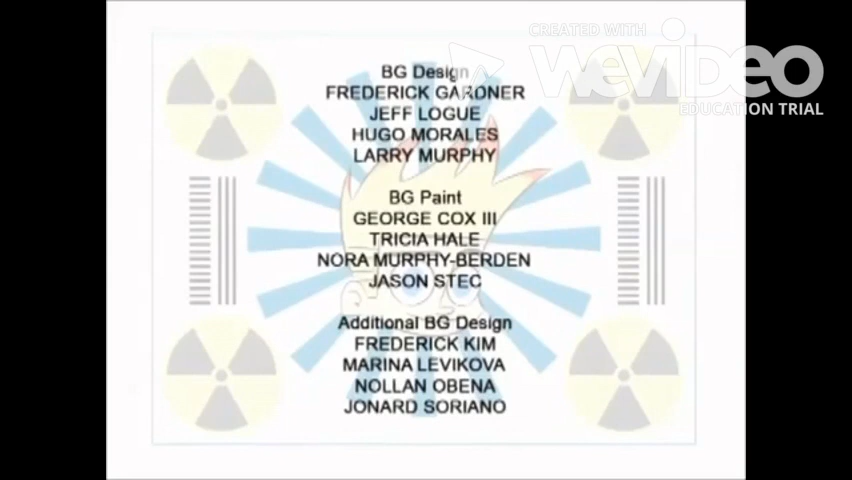 CREATED WITH
WEVIDEO
EDUCATION TRIAL
BG Design
FREDERICK GARDNER
JEFF LOGUE
HUGO MORALES
LARRY MURPHY
BG Paint
GEORGE COX III
TRICIA HALE
NORA MURPHY-BERDEN
JASON STEC
Additional BG Design
FREDERICK KIM
MARINA LEVIKOVA
NOLLAN OBENA
JONARD SORIANO